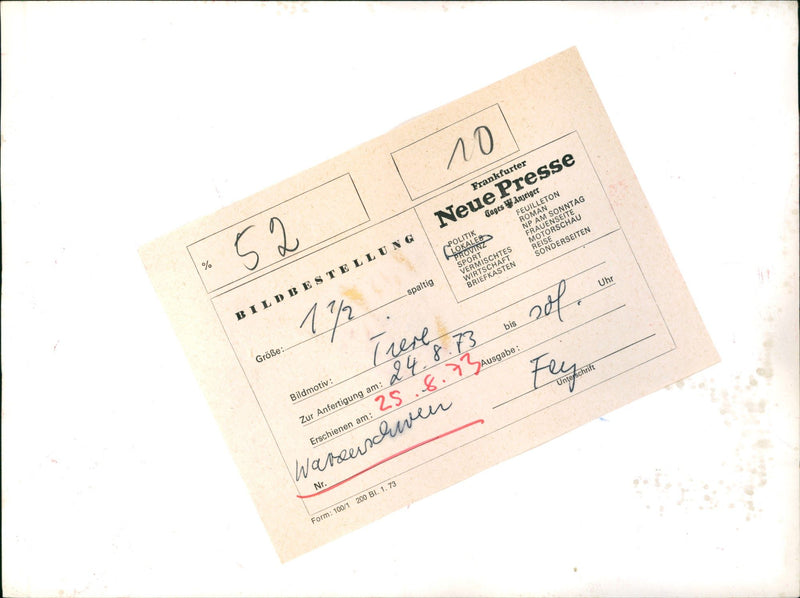 10
% 52
Frankfurter
Neue Presse
Tages Anzeiger
POLITIK
LOKALES
PROVINZ
SPORT
VERMISCHTES
WIRTSCHAFT
BRIEFKASTEN
FEUILLETON
ROMAN
NP AM SONNTAG
FRAUENSEITE
MOTORSCHAU
REISE
SONDERSEITEN
BILDBESTELLUNG
Größe: 1 1/2 spaltig
Bildmotiv: Tiere
Zur Anfertigung am: 24.8.73 bis sof. Uhr
Erschienen am: 25.8.73 Ausgabe:
Fey
Unterschrift
Nr.
Form: 100/1 200 Bl. 1. 73